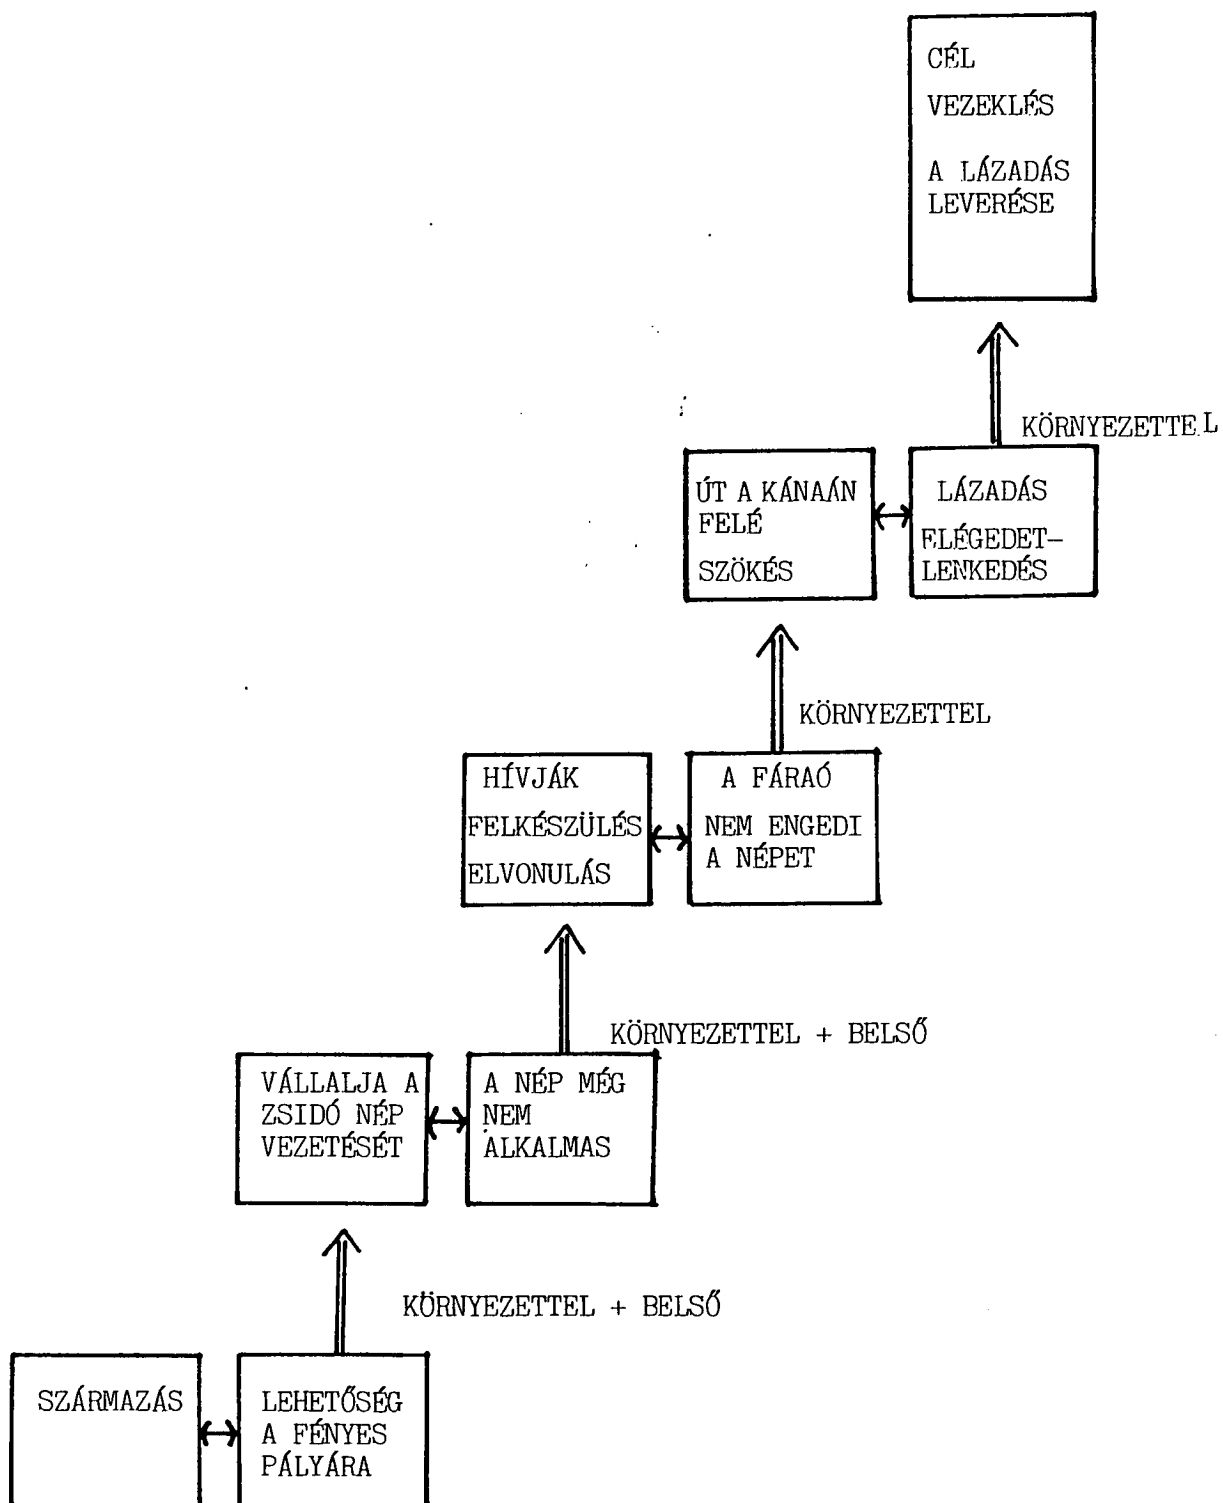 CÉL
VEZEKLÉS
A LÁZADÁS
LEVERÉSE
KÖRNYEZETTEL
ÚT A KÁNAÁN
FELÉ
SZÖKÉS
LÁZADÁS
ELÉGEDET-
LENKEDÉS
KÖRNYEZETTEL
HÍVJÁK
FELKÉSZÜLÉS
ELVONULÁS
A FÁRAÓ
NEM ENGEDI
A NÉPET
KÖRNYEZETTEL + BELSŐ
VÁLLALJA A
ZSIDÓ NÉP
VEZETÉSÉT
A NÉP MÉG
NEM
ALKALMAS
KÖRNYEZETTEL + BELSŐ
SZÁRMAZÁS
LEHETŐSÉG
A FÉNYES
PÁLYÁRA